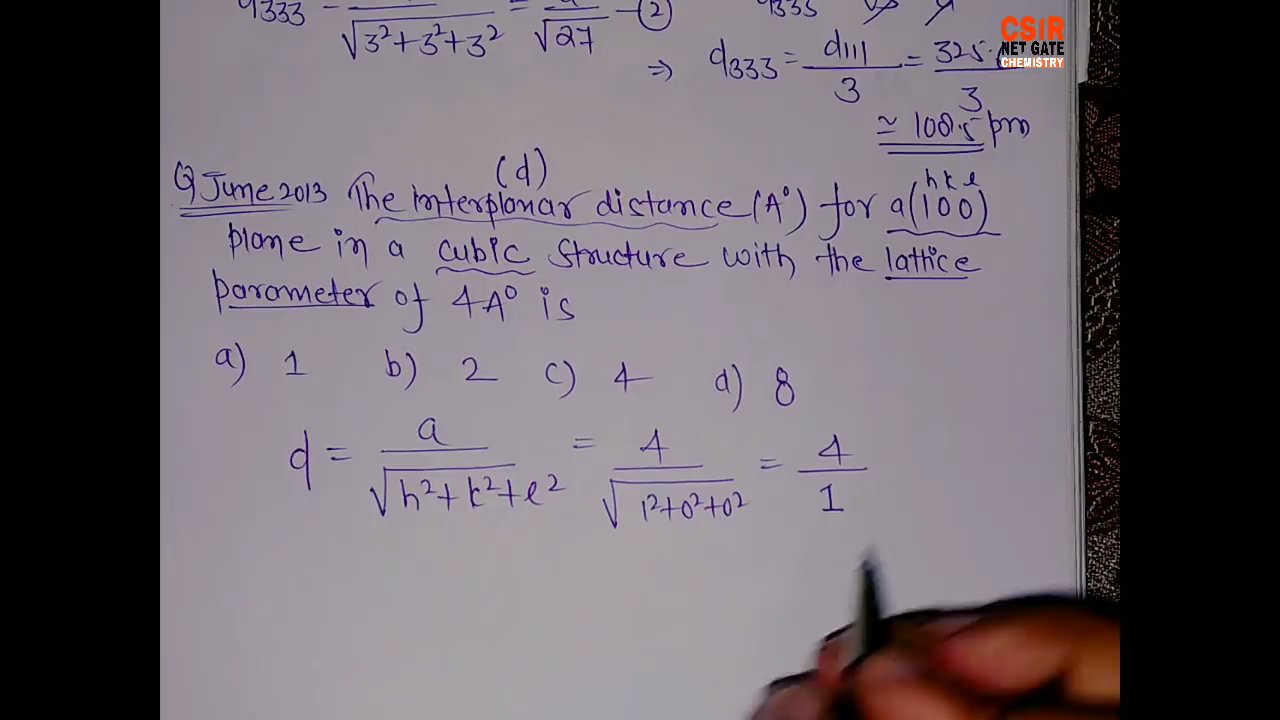 d333 = a/√3²+3²+3² = a/√27 –②
⇒ d333 = d111/3 = 325./3
≃ 108.5 pm
CSIR
NET GATE
CHEMISTRY
(d)
h k l
Q June 2013 The interplanar distance (A°) for a(100)
plane in a cubic structure with the lattice
parameter of 4A° is
a) 1 b) 2 c) 4 d) 8
d = a/√h²+k²+l² = 4/√1²+0²+0² = 4/1